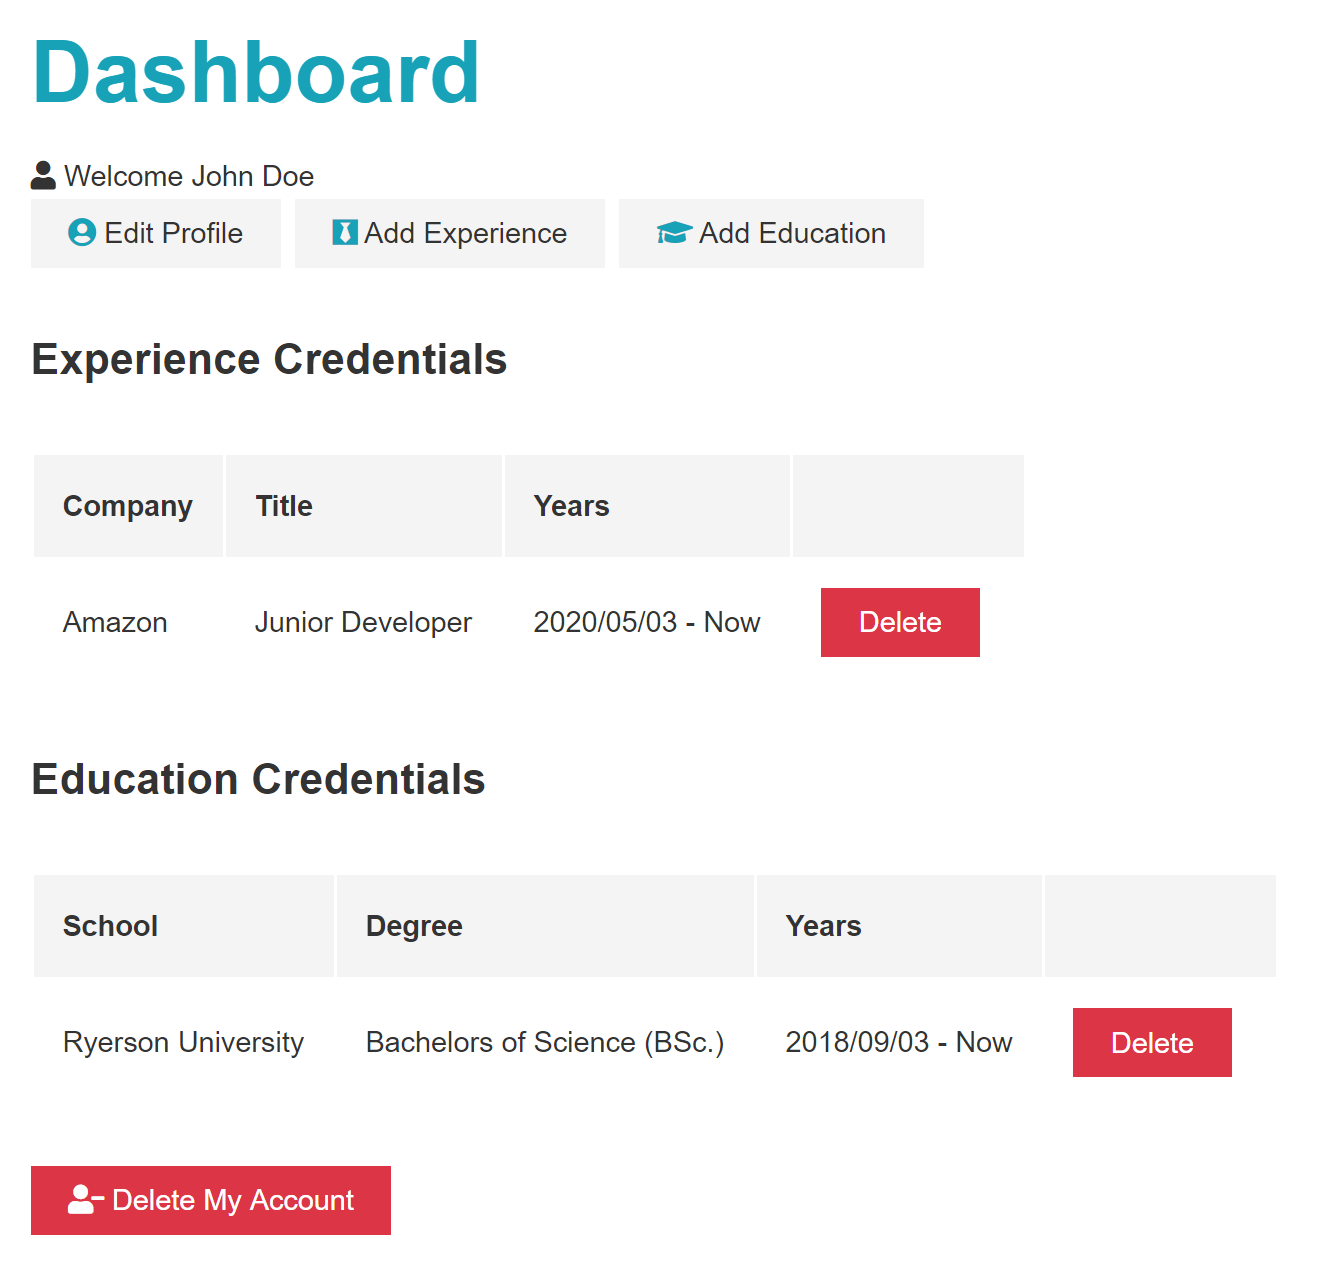 Dashboard
Welcome John Doe
Edit Profile Add Experience Add Education
Experience Credentials
Company Title Years
Amazon Junior Developer 2020/05/03 - Now Delete
Education Credentials
School Degree Years
Ryerson University Bachelors of Science (BSc.) 2018/09/03 - Now Delete
Delete My Account